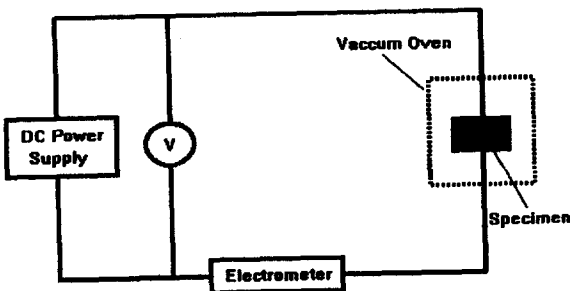 Vaccum Oven
DC Power
Supply
V
Specimen
Electrometer